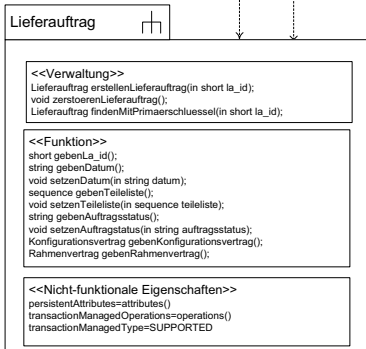 Lieferauftrag
<<Verwaltung>>
Lieferauftrag erstellenLieferauftrag(in short la_id);
void zerstoerenLieferauftrag();
Lieferauftrag findenMitPrimaerschluessel(in short la_id);
<<Funktion>>
short gebenLa_id();
string gebenDatum();
void setzenDatum(in string datum);
sequence gebenTeileliste();
void setzenTeileliste(in sequence teileliste);
string gebenAuftragsstatus();
void setzenAuftragstatus(in string auftragsstatus);
Konfigurationsvertrag gebenKonfigurationsvertrag();
Rahmenvertrag gebenRahmenvertrag();
<<Nicht-funktionale Eigenschaften>>
persistentAttributes=attributes()
transactionManagedOperations=operations()
transactionManagedType=SUPPORTED